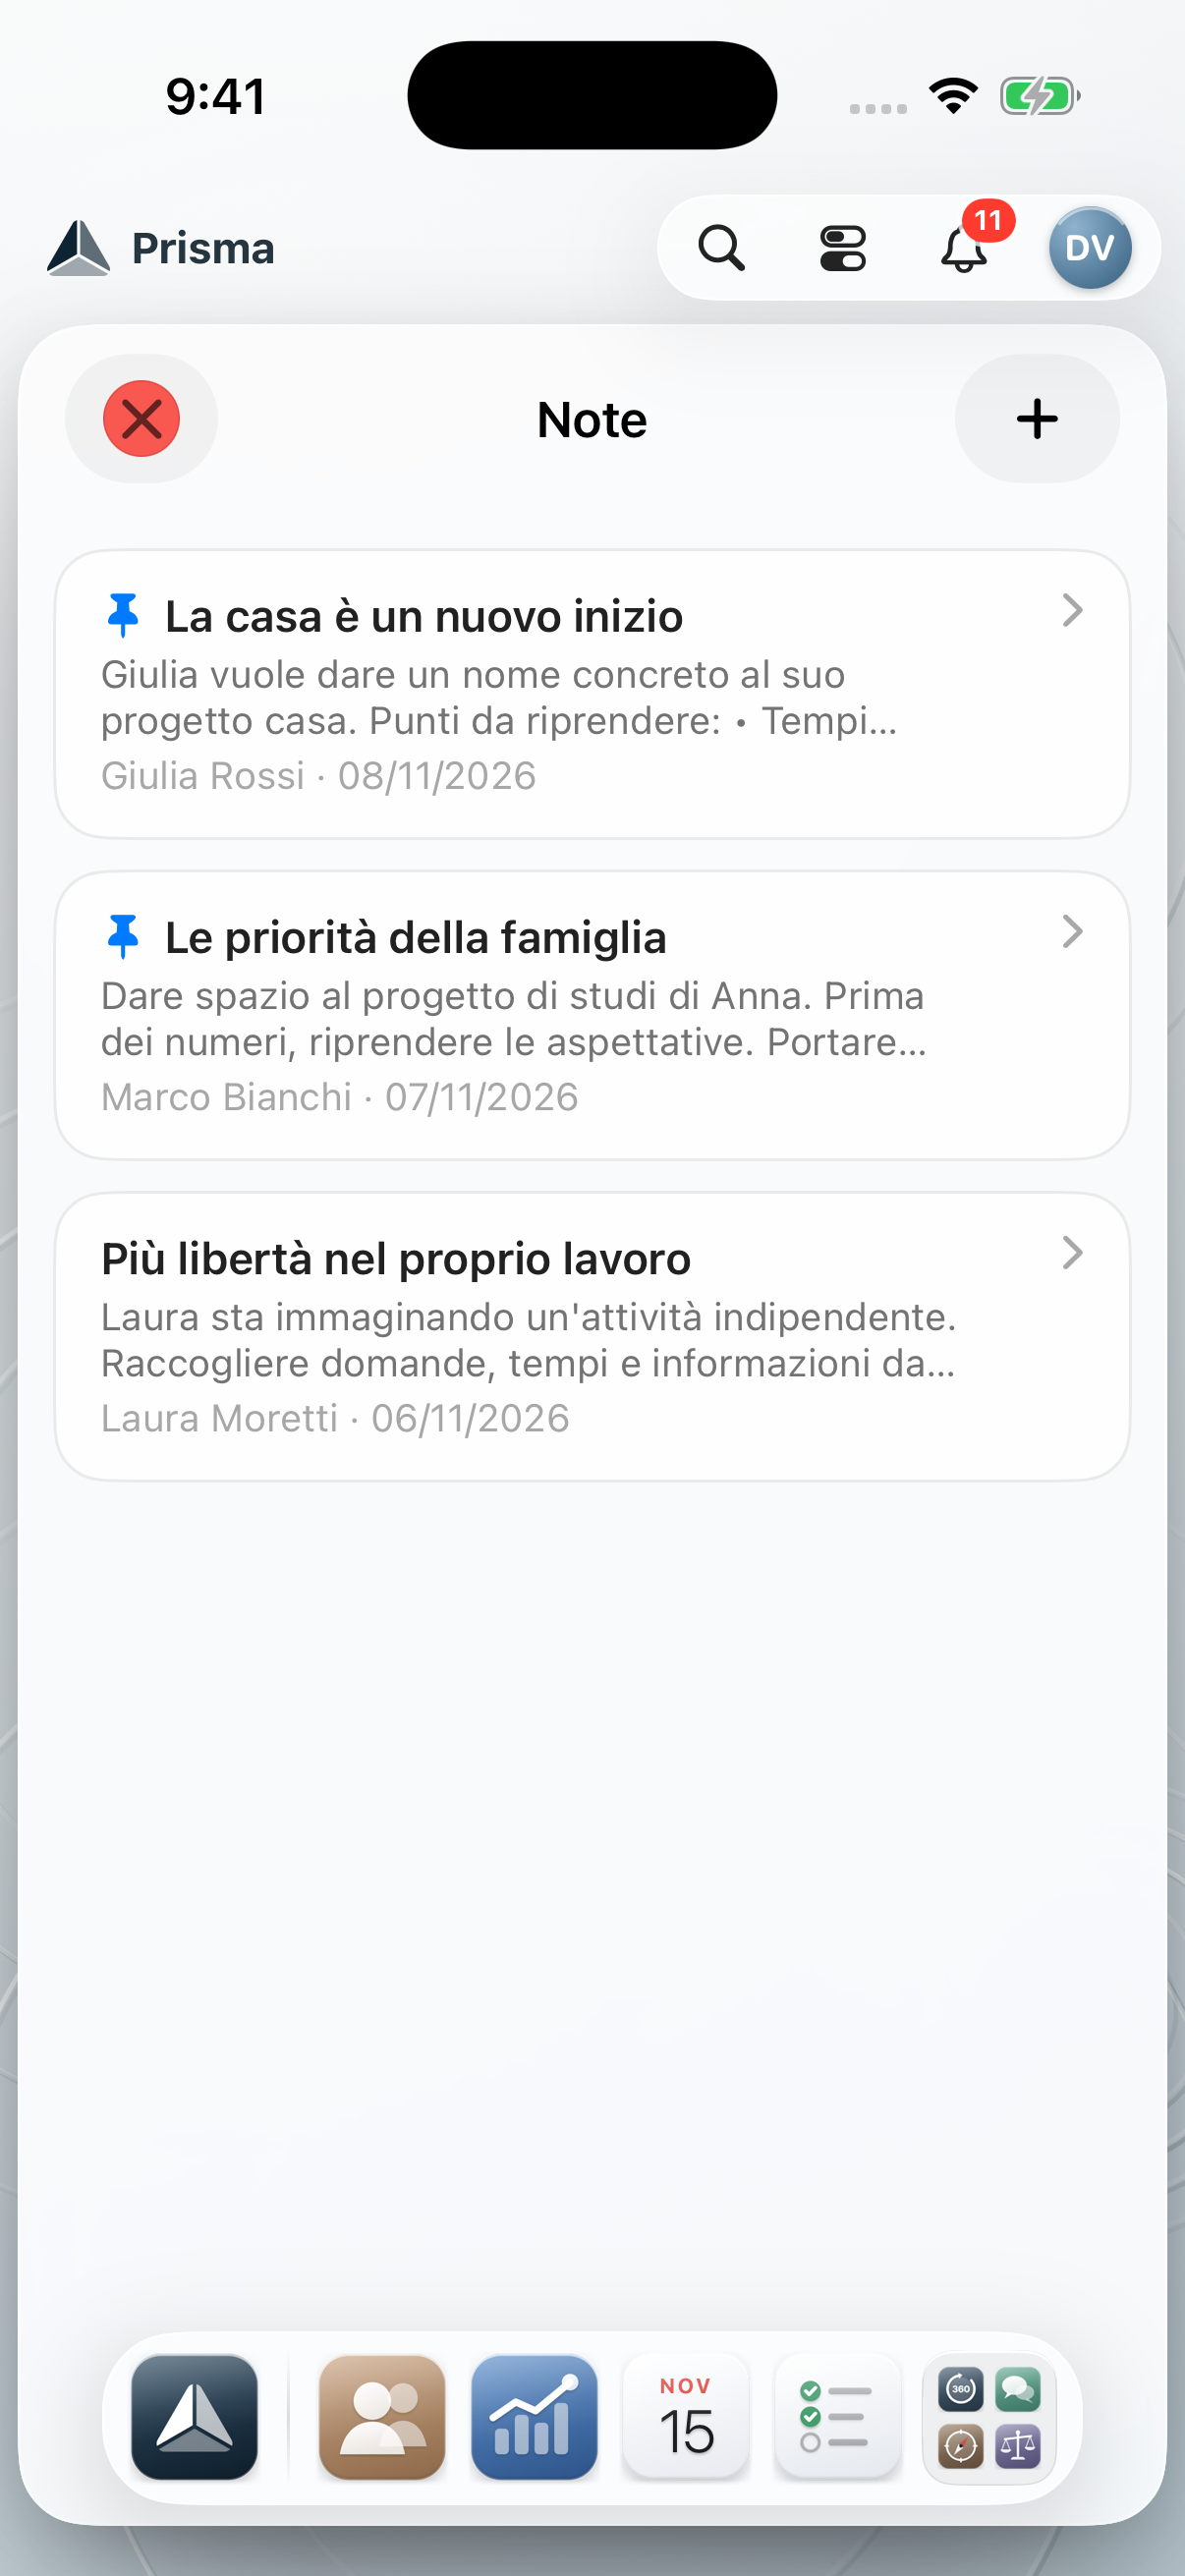 9:41
Prisma
11
DV
Note
La casa è un nuovo inizio
Giulia vuole dare un nome concreto al suo
progetto casa. Punti da riprendere: • Tempi...
Giulia Rossi · 08/11/2026
Le priorità della famiglia
Dare spazio al progetto di studi di Anna. Prima
dei numeri, riprendere le aspettative. Portare...
Marco Bianchi · 07/11/2026
Più libertà nel proprio lavoro
Laura sta immaginando un'attività indipendente.
Raccogliere domande, tempi e informazioni da...
Laura Moretti · 06/11/2026
NOV
15
360